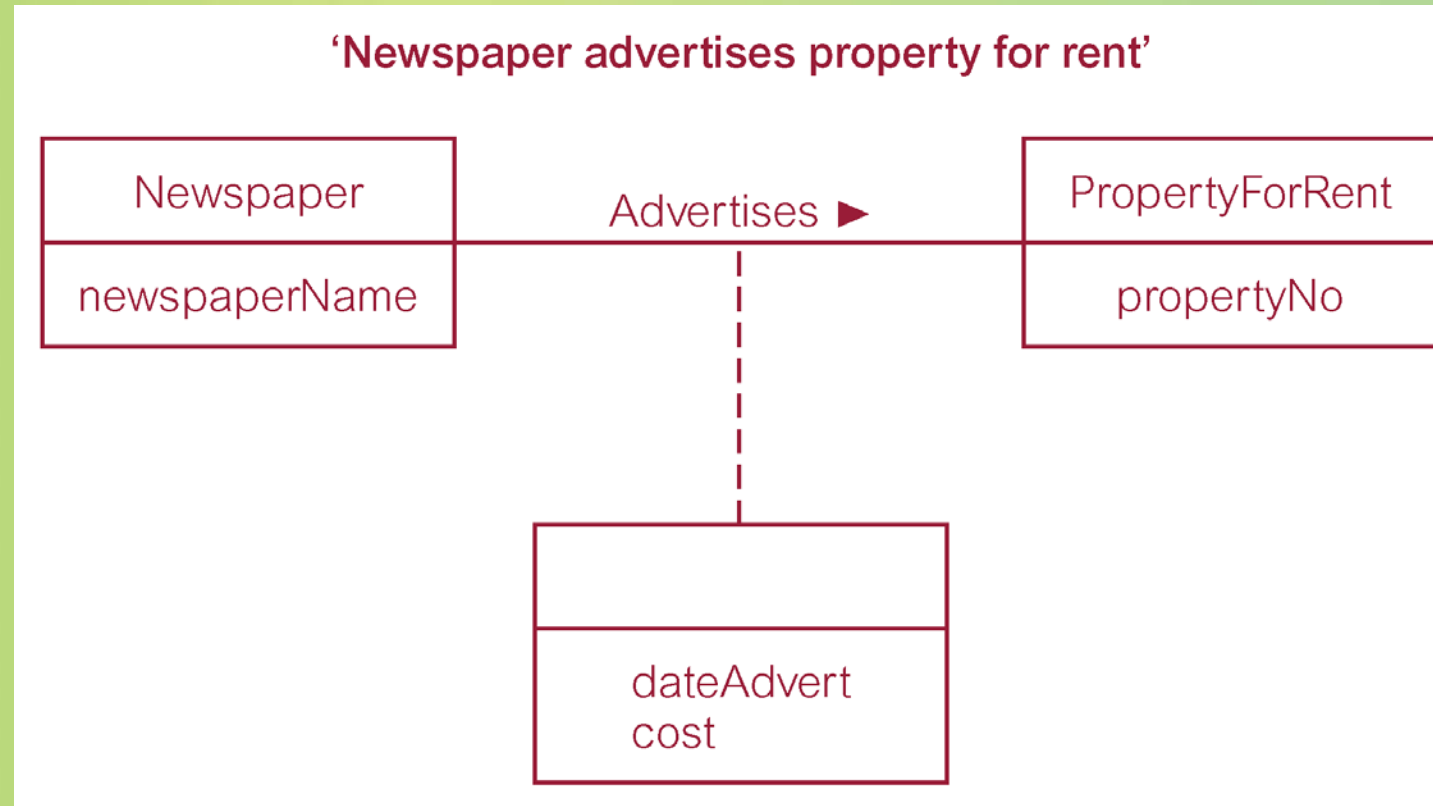 ‘Newspaper advertises property for rent’
Newspaper
Advertises ►
PropertyForRent
newspaperName
propertyNo
dateAdvert
cost